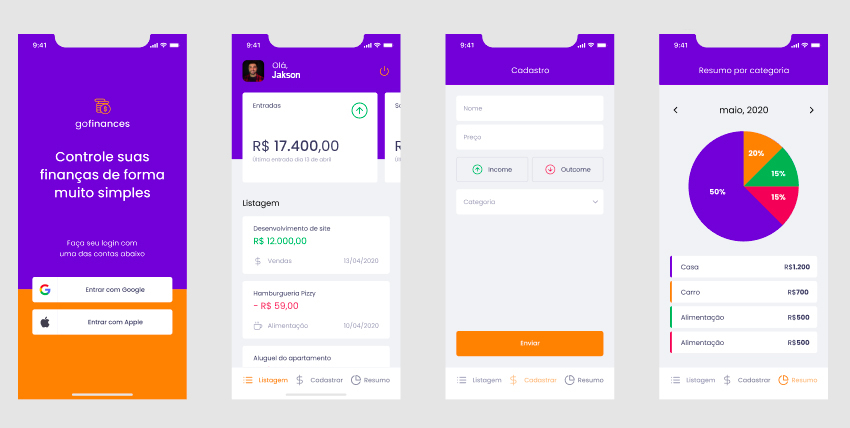 9:41
gofinances
Controle suas
finanças de forma
muito simples
Faça seu login com
uma das contas abaixo
Entrar com Google
Entrar com Apple
9:41
Olá,
Jakson
Entradas
R$ 17.400,00
Última entrada dia 13 de abril
R$
Listagem
Desenvolvimento de site
R$ 12.000,00
Vendas 13/04/2020
Hamburgueria Pizzy
- R$ 59,00
Alimentação 10/04/2020
Aluguel do apartamento
Listagem Cadastrar Resumo
9:41
Cadastro
Nome
Preço
Income Outcome
Categoria
Enviar
Listagem Cadastrar Resumo
9:41
Resumo por categoria
maio, 2020
20%
15%
50%
15%
Casa R$1.200
Carro R$700
Alimentação R$500
Alimentação R$500
Listagem Cadastrar Resumo